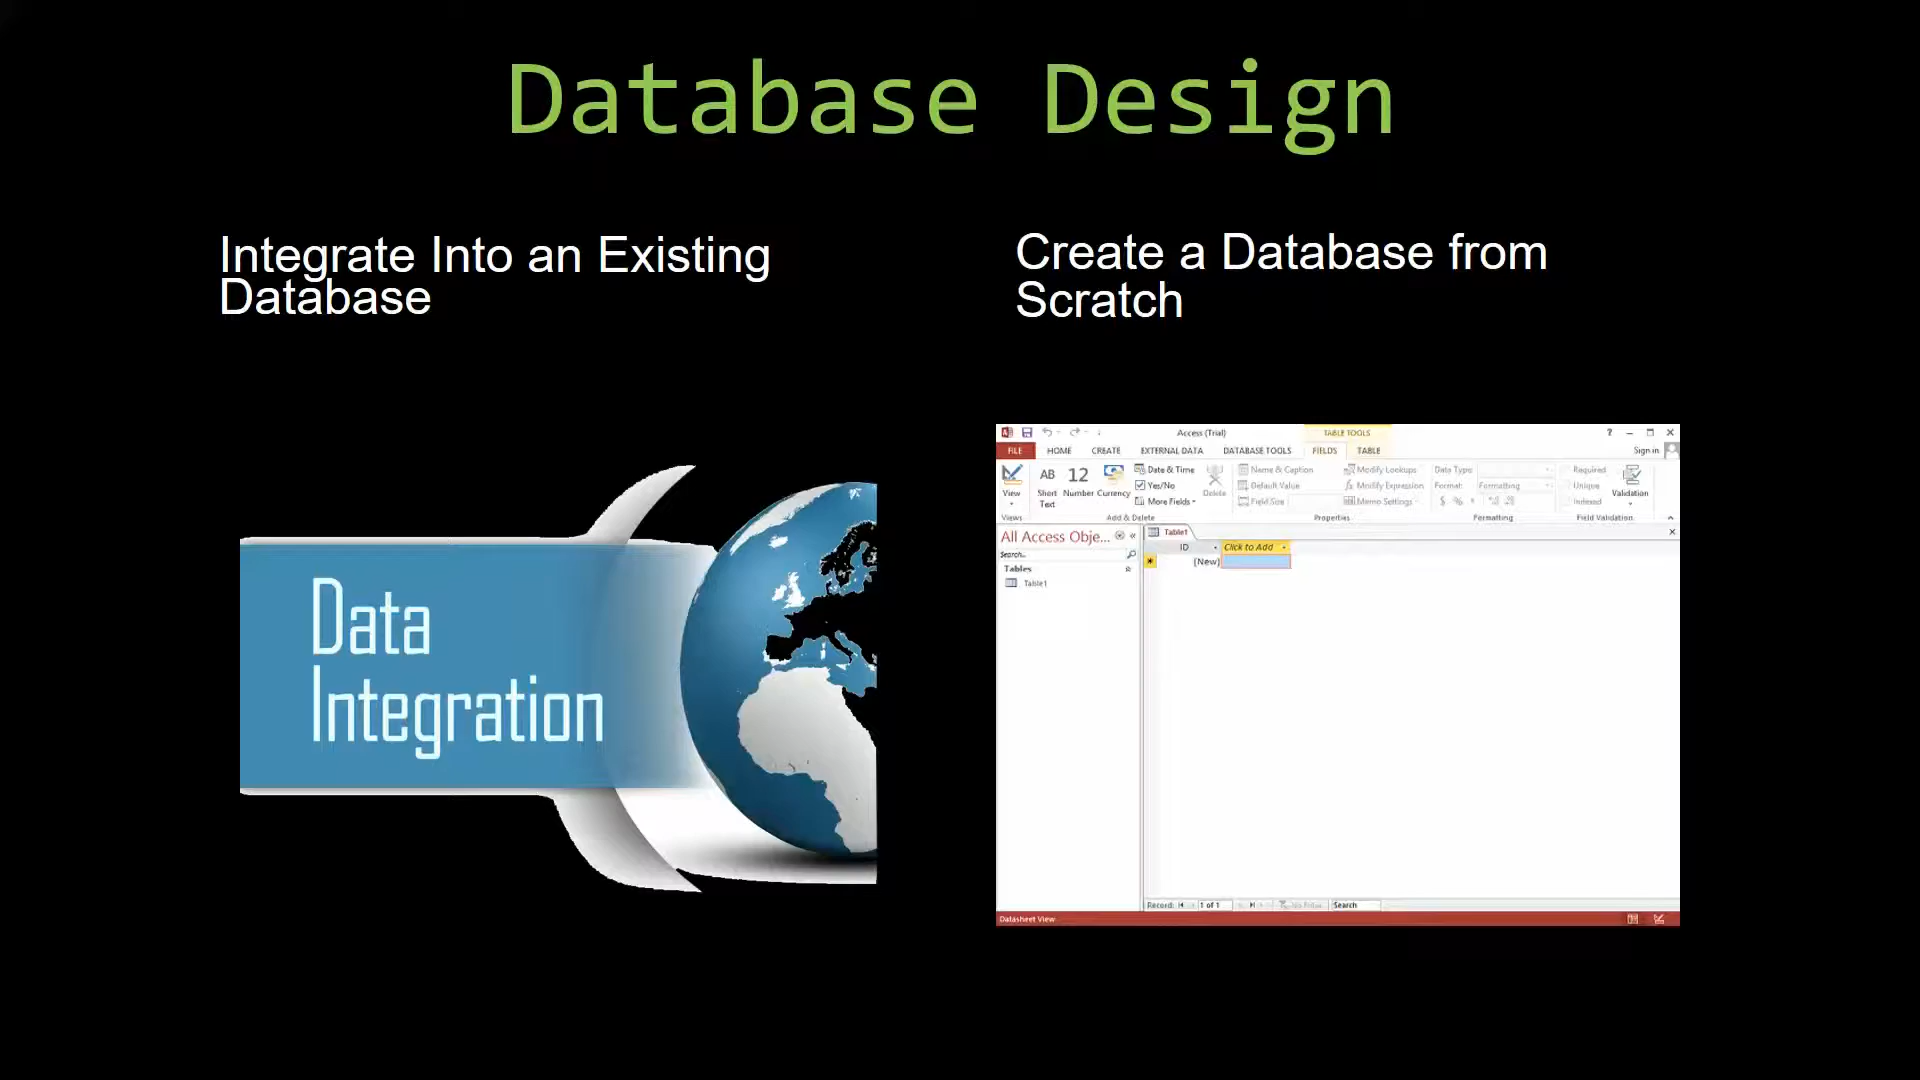 Database Design
Integrate Into an Existing
Database
Create a Database from
Scratch
Data
Integration
Access (Trial)
TABLE TOOLS
?
FILE
HOME
CREATE
EXTERNAL DATA
DATABASE TOOLS
FIELDS
TABLE
Sign in
View
AB
Short
Text
12
Number
Currency
Date & Time
Yes/No
More Fields
Delete
Name & Caption
Default Value
Field Size
Modify Lookups
Modify Expression
Memo Settings
Data Type:
Format: Formatting
$ %
Required
Unique
Indexed
Validation
Views
Add & Delete
Properties
Formatting
Field Validation
All Access Obje...
Search...
Tables
Table1
Table1
ID
Click to Add
(New)
Record:
1 of 1
No Filter
Search
Datasheet View